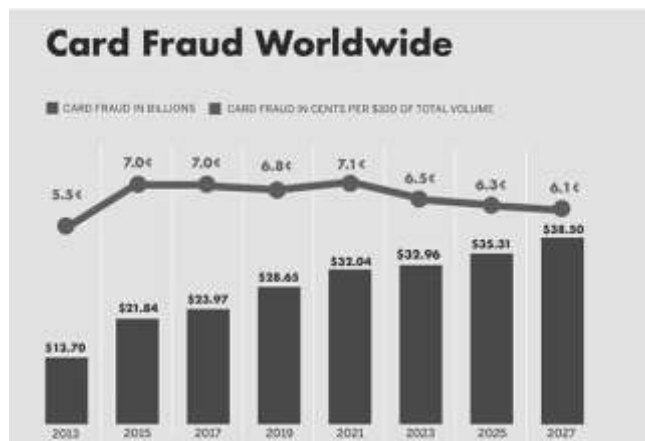 Card Fraud Worldwide
CARD FRAUD IN BILLIONS CARD FRAUD IN CENTS PER $100 OF TOTAL VOLUME
5.5¢ 7.0¢ 7.0¢ 6.8¢ 7.1¢ 6.5¢ 6.3¢ 6.1¢
$13.70 $21.84 $23.97 $28.65 $32.04 $32.96 $35.31 $38.50
2013 2015 2017 2019 2021 2023 2025 2027